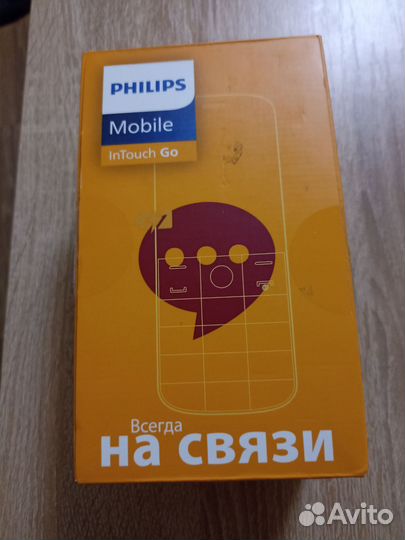 PHILIPS
Mobile
InTouch Go
Всегда
на связи
Avito